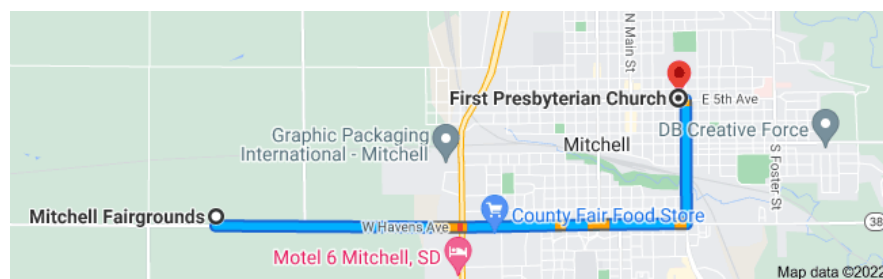 N Main St
First Presbyterian Church
E 5th Ave
Graphic Packaging
International - Mitchell
DB Creative Force
Mitchell
S Foster St
Mitchell Fairgrounds
W Havens Ave
County Fair Food Store
38
Motel 6 Mitchell, SD
Map data ©2022